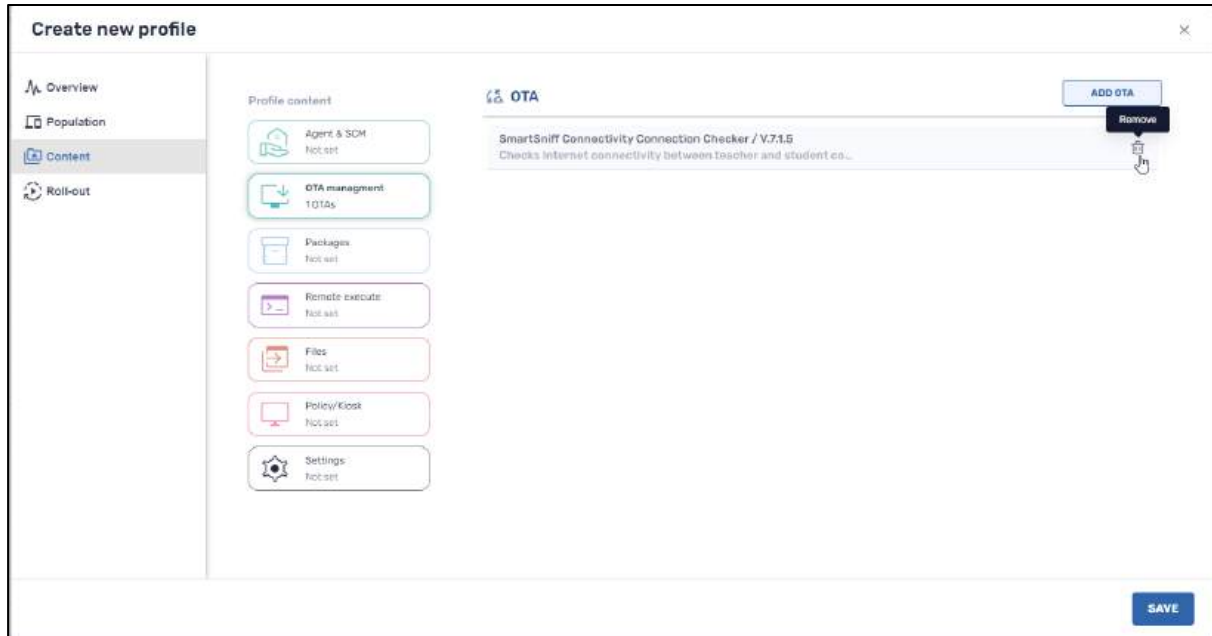 Create new profile
Overview
Population
Content
Roll-out
Profile content
Agent & SCM
Not set
OTA managment
1 OTAs
Packages
Not set
Remote execute
Not set
Files
Not set
Policy/Kiosk
Not set
Settings
Not set
OTA
ADD OTA
Remove
SmartSniff Connectivity Connection Checker / V.7.1.5
Checks Internet connectivity between teacher and student co...
SAVE